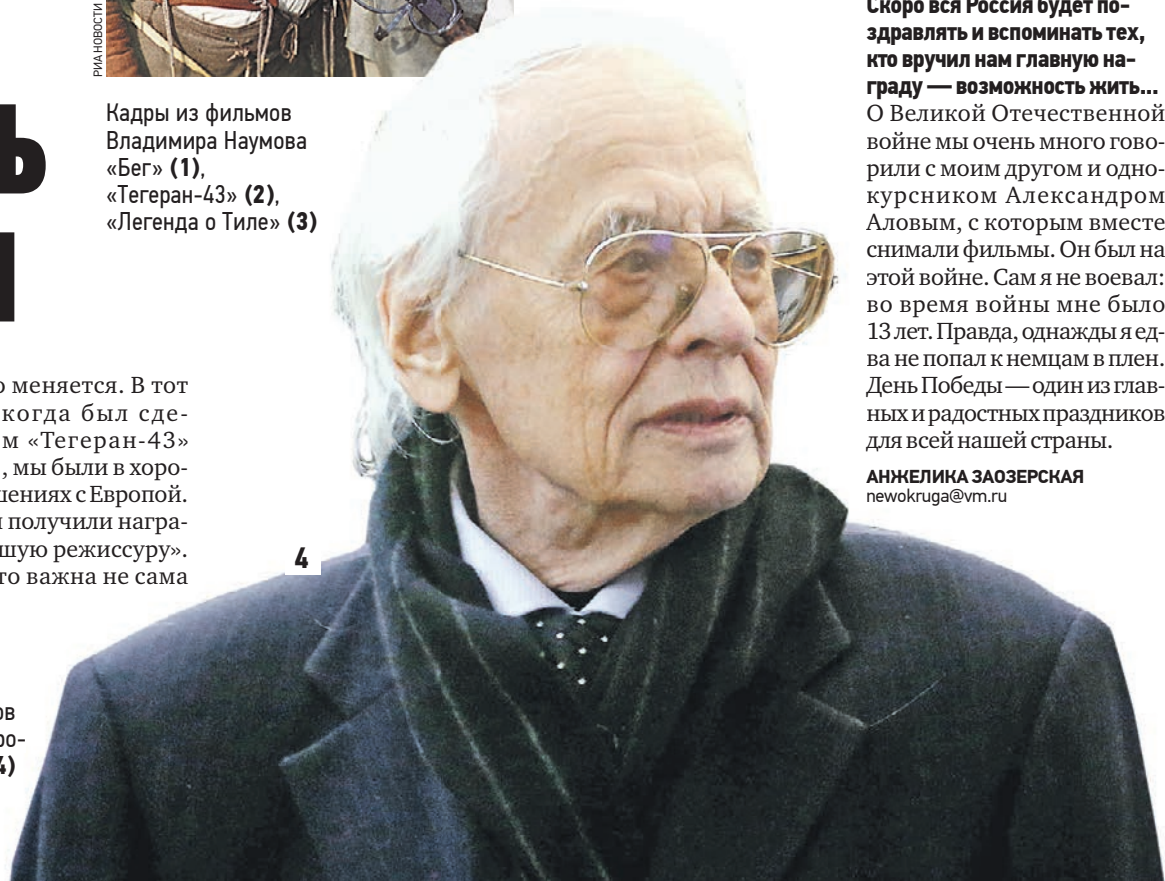 РИА НОВОСТИ
Кадры из фильмов
Владимира Наумова
«Бег» (1),
«Тегеран-43» (2),
«Легенда о Тиле» (3)
Ь
о меняется. В тот
когда был сде-
м «Тегеран-43»
, мы были в хоро-
шениях с Европой.
получили награ-
шую режиссуру».
то важна не сама
ов
ро-
4)
4
Скоро вся Россия будет по-
здравлять и вспоминать тех,
кто вручил нам главную на-
граду — возможность жить...
О Великой Отечественной
войне мы очень много гово-
рили с моим другом и одно-
курсником Александром
Аловым, с которым вместе
снимали фильмы. Он был на
этой войне. Сам я не воевал:
во время войны мне было
13 лет. Правда, однажды я ед-
ва не попал к немцам в плен.
День Победы — один из глав-
ных и радостных праздников
для всей нашей страны.
АНЖЕЛИКА ЗАОЗЕРСКАЯ
newokruga@vm.ru